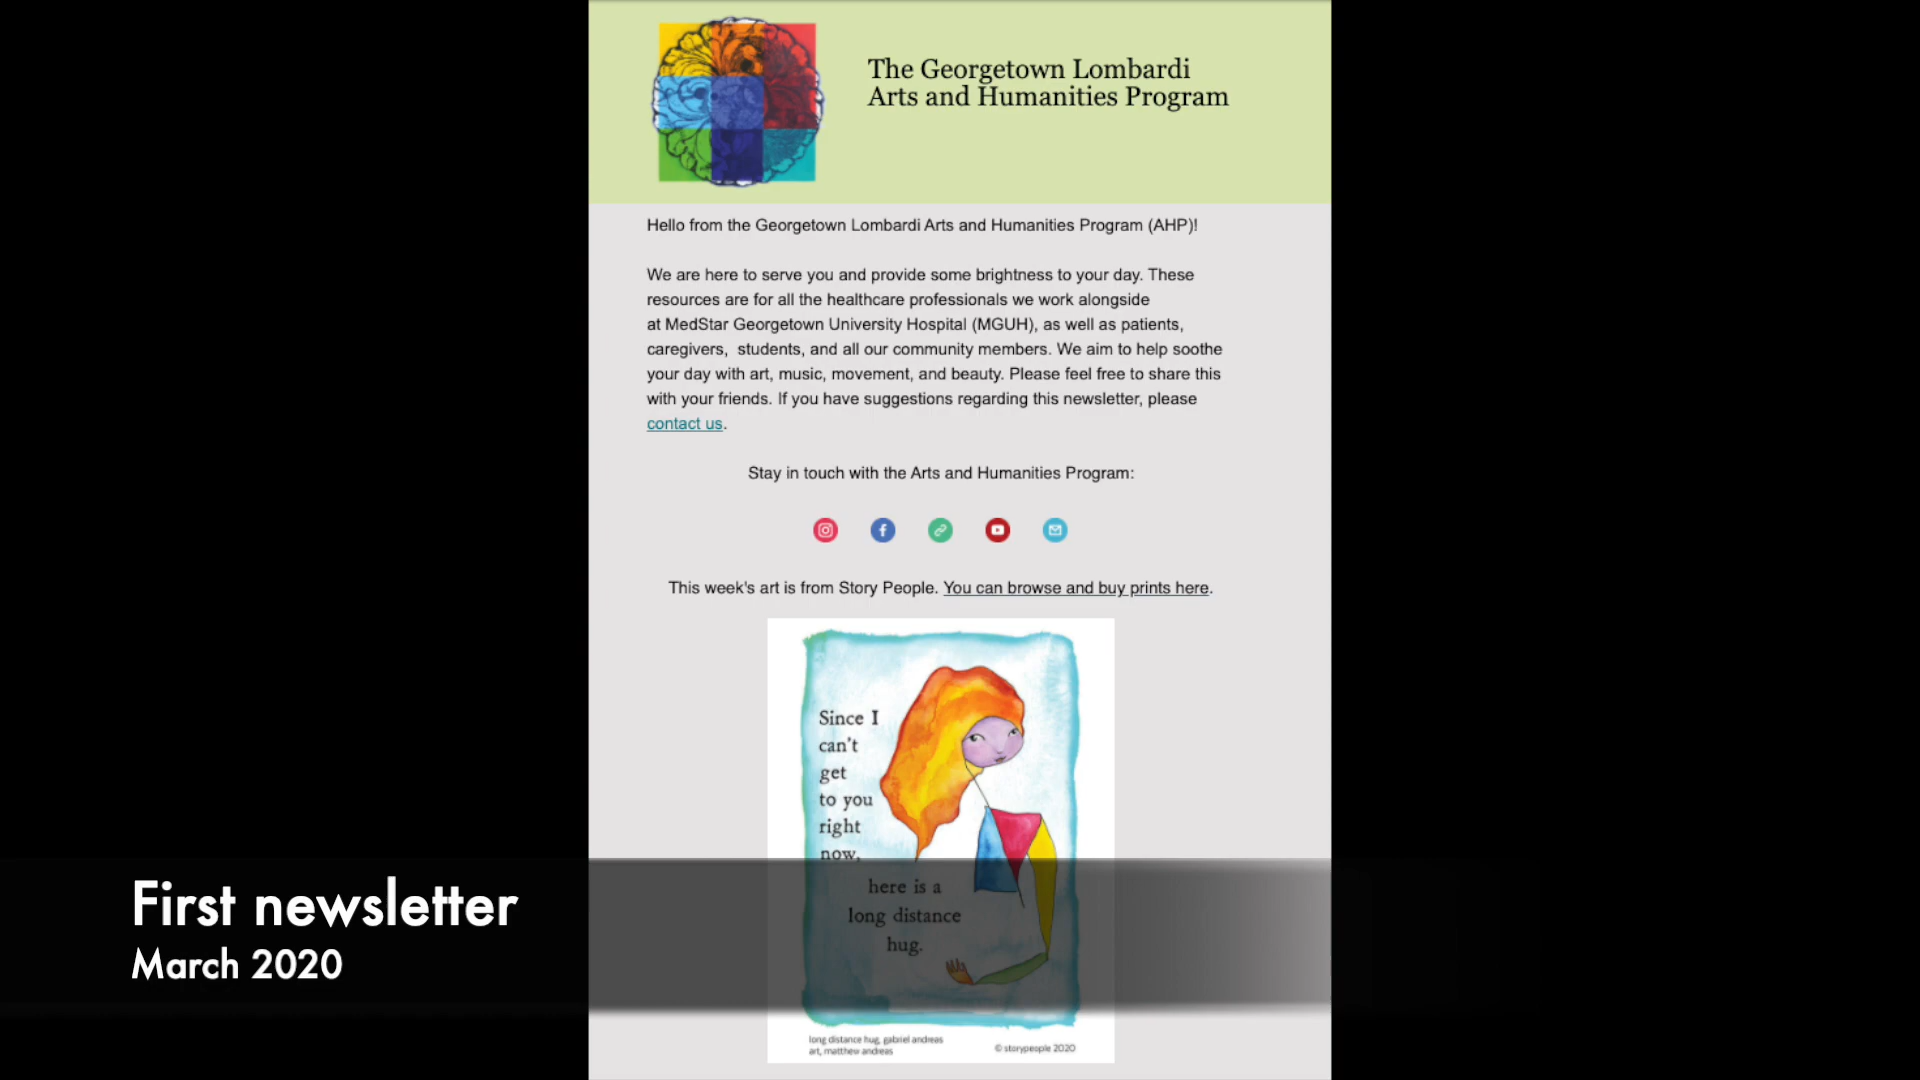 The Georgetown Lombardi
Arts and Humanities Program
Hello from the Georgetown Lombardi Arts and Humanities Program (AHP)!
We are here to serve you and provide some brightness to your day. These
resources are for all the healthcare professionals we work alongside
at MedStar Georgetown University Hospital (MGUH), as well as patients,
caregivers,  students, and all our community members. We aim to help soothe
your day with art, music, movement, and beauty. Please feel free to share this
with your friends. If you have suggestions regarding this newsletter, please
contact us.
Stay in touch with the Arts and Humanities Program:
This week's art is from Story People. You can browse and buy prints here.
Since I
can't
get
to you
right
now,
here is a
long distance
hug.
long distance hug, gabriel andreas
art, matthew andreas
© storypeople 2020
First newsletter
March 2020